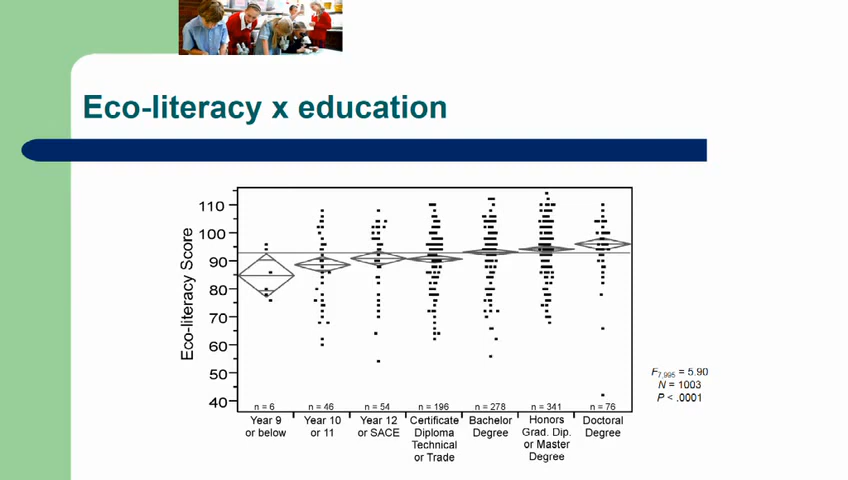 Eco-literacy x education
Eco-literacy Score
110
100
90
80
70
60
50
40
n = 6
n = 46
n = 54
n = 196
n = 278
n = 341
n = 76
Year 9
or below
Year 10
or 11
Year 12
or SACE
Certificate
Diploma
Technical
or Trade
Bachelor
Degree
Honors
Grad. Dip.
or Master
Degree
Doctoral
Degree
F7,995 = 5.90
N = 1003
P < .0001